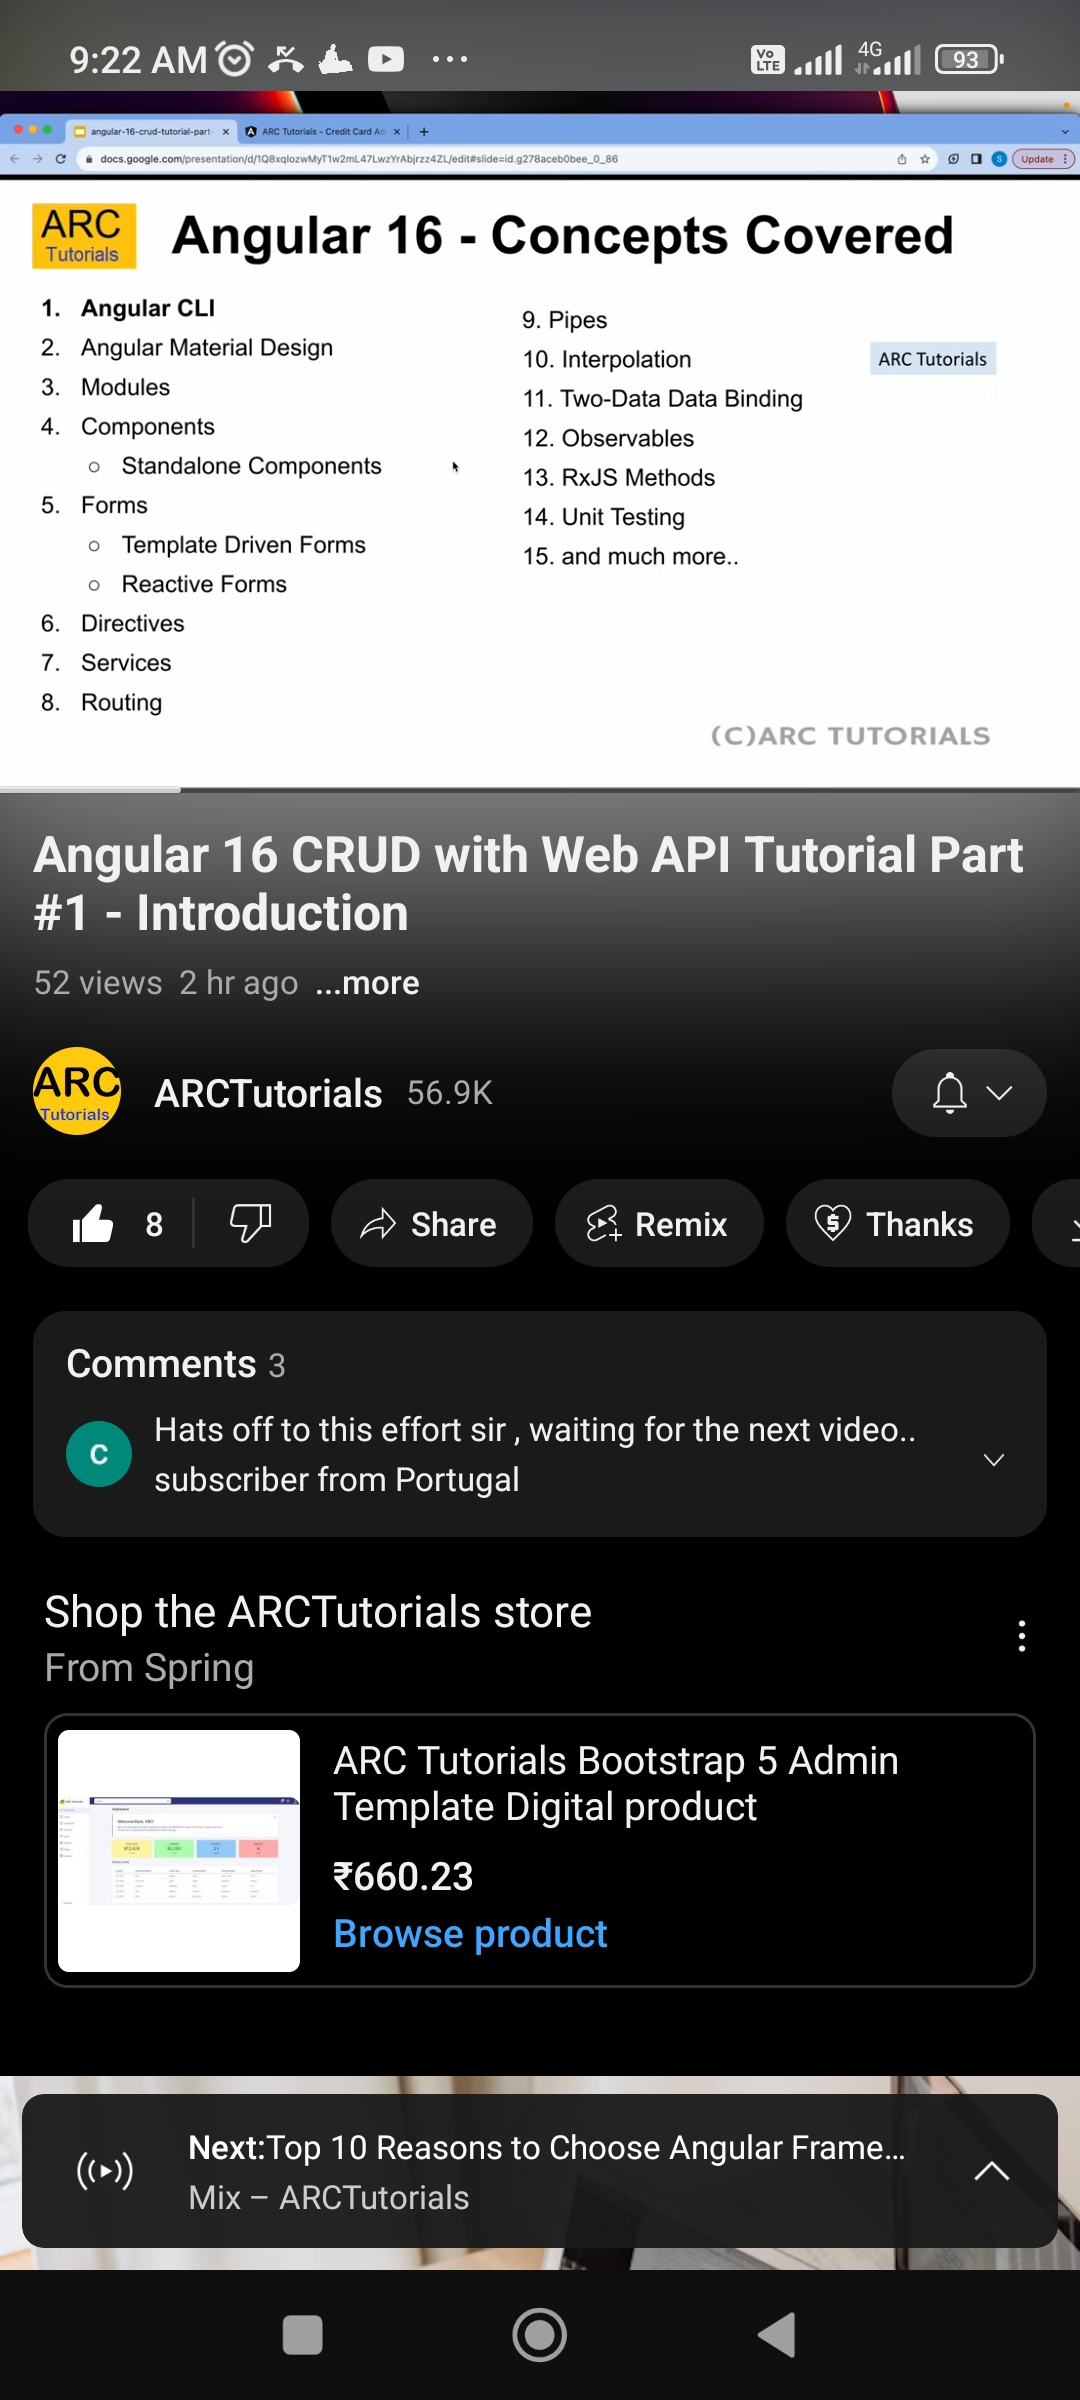 9:22 AM
Vo LTE 4G 93
angular-16-crud-tutorial-part-
ARC Tutorials - Credit Card Ad
docs.google.com/presentation/d/1Q8xqIozwMyT1w2mL47LwzYrAbjrzz4ZL/edit#slide=id.g278aceb0bee_0_86
S
Update
ARC
Tutorials
Angular 16 - Concepts Covered
1. Angular CLI
2. Angular Material Design
3. Modules
4. Components
○ Standalone Components
5. Forms
○ Template Driven Forms
○ Reactive Forms
6. Directives
7. Services
8. Routing
9. Pipes
10. Interpolation
11. Two-Data Data Binding
12. Observables
13. RxJS Methods
14. Unit Testing
15. and much more..
ARC Tutorials
(C)ARC TUTORIALS
Angular 16 CRUD with Web API Tutorial Part
#1 - Introduction
52 views 2 hr ago ...more
ARC
Tutorials
ARCTutorials 56.9K
8
Share
Remix
Thanks
Comments 3
C
Hats off to this effort sir , waiting for the next video..
subscriber from Portugal
Shop the ARCTutorials store
From Spring
ARC Tutorials Bootstrap 5 Admin
Template Digital product
₹660.23
Browse product
Next:Top 10 Reasons to Choose Angular Frame...
Mix – ARCTutorials